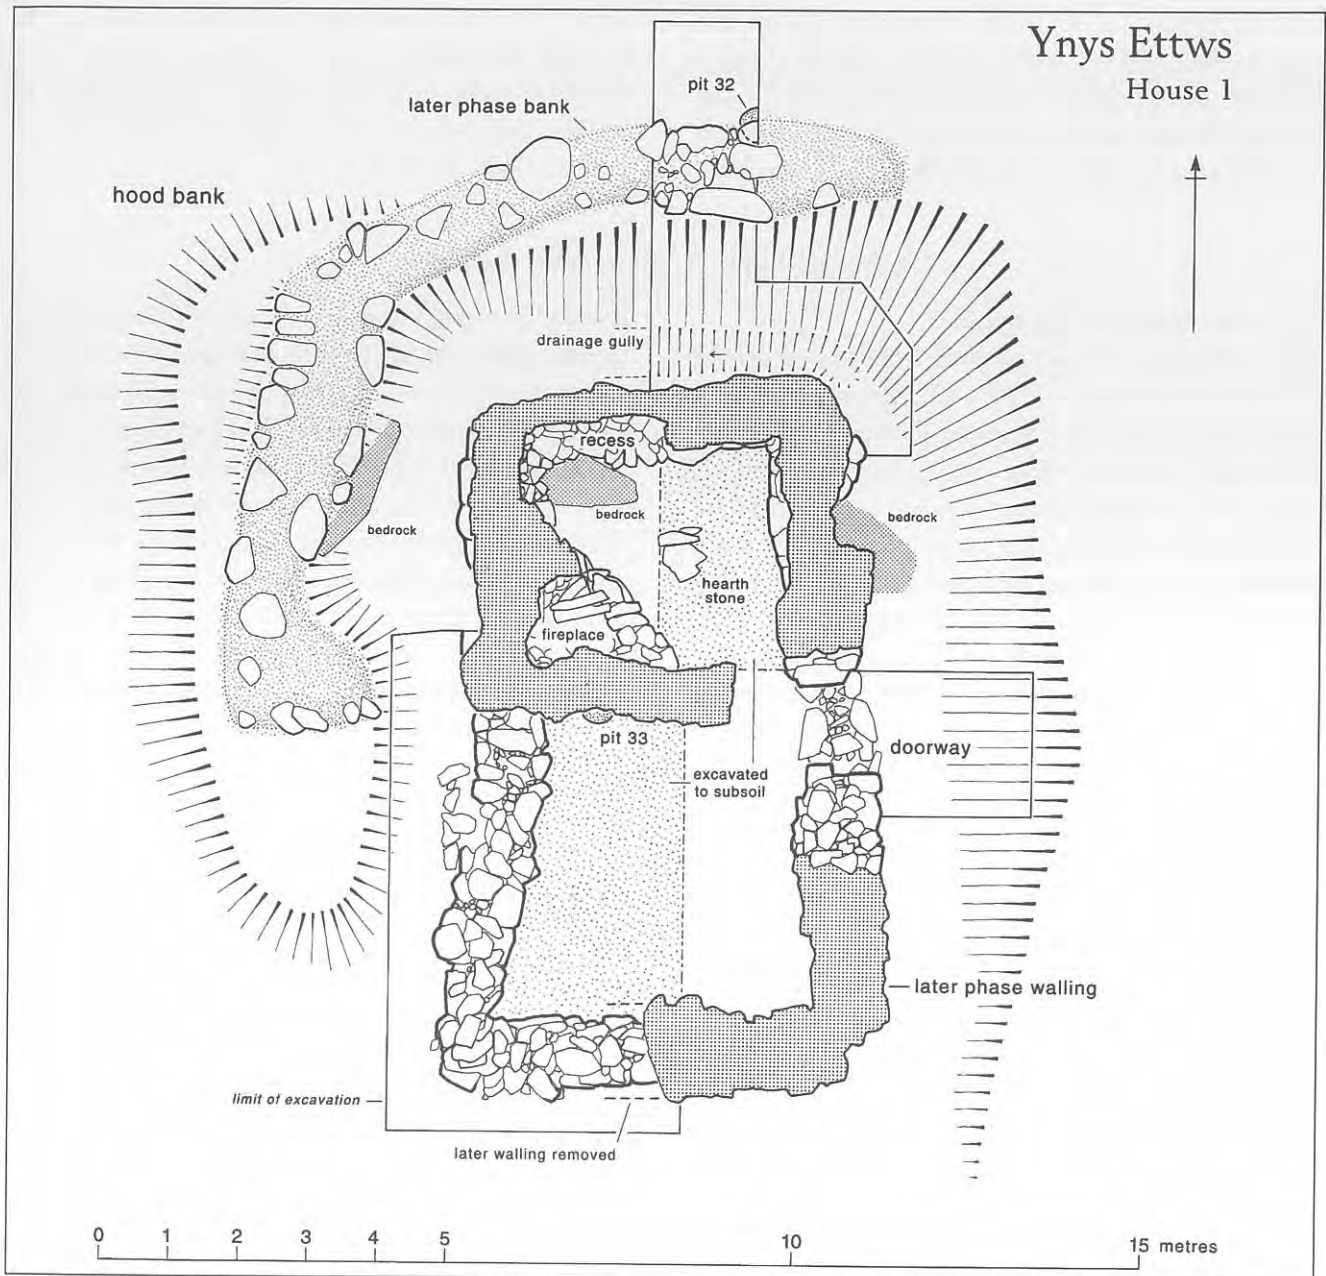 Ynys Ettws
House 1
pit 32
later phase bank
hood bank
drainage gully
recess
bedrock
bedrock
bedrock
hearth
stone
fireplace
pit 33
doorway
excavated
to subsoil
later phase walling
limit of excavation
later walling removed
0 1 2 3 4 5 10 15 metres